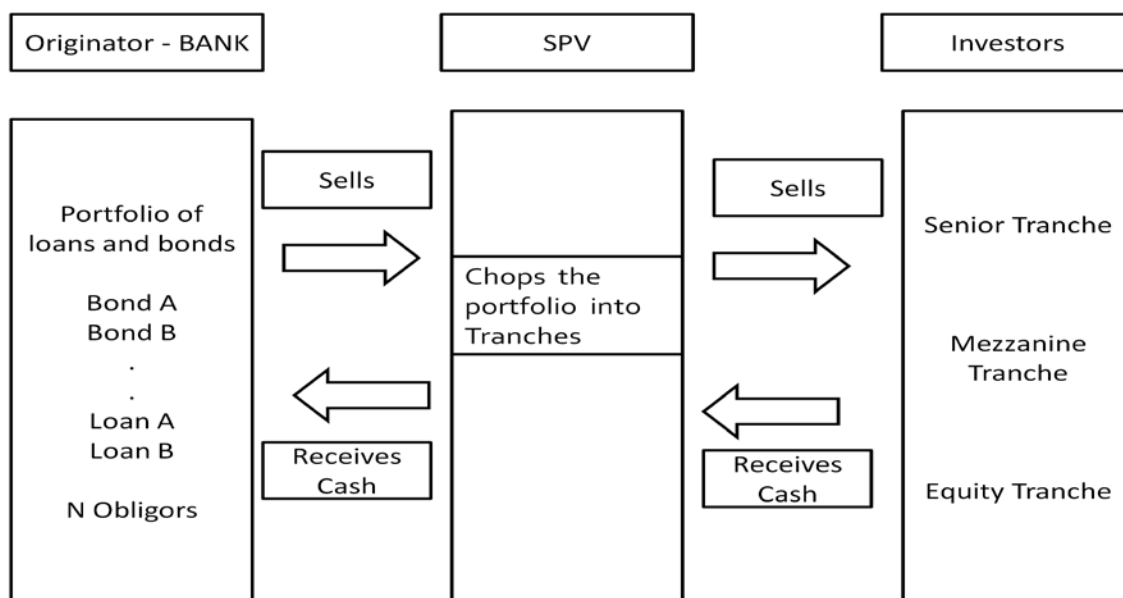 Originator - BANK
SPV
Investors
Portfolio of
loans and bonds
Bond A
Bond B
.
.
Loan A
Loan B
N Obligors
Sells
Receives
Cash
Chops the
portfolio into
Tranches
Sells
Receives
Cash
Senior Tranche
Mezzanine
Tranche
Equity Tranche